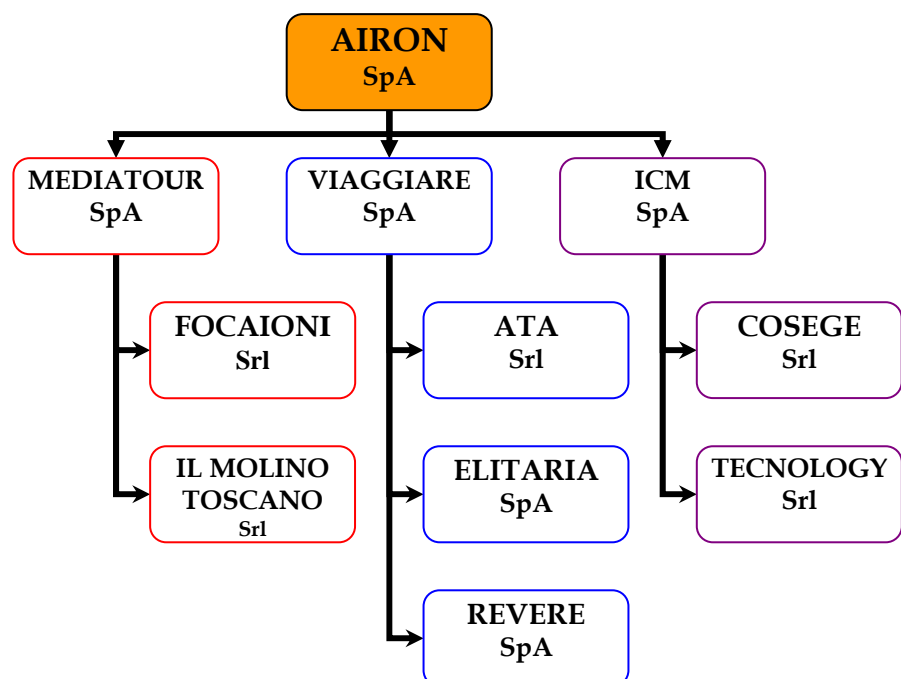 AIRON
SpA
MEDIATOUR
SpA
VIAGGIARE
SpA
ICM
SpA
FOCAIONI
Srl
ATA
Srl
COSEGE
Srl
IL MOLINO
TOSCANO
Srl
ELITARIA
SpA
TECNOLOGY
Srl
REVERE
SpA